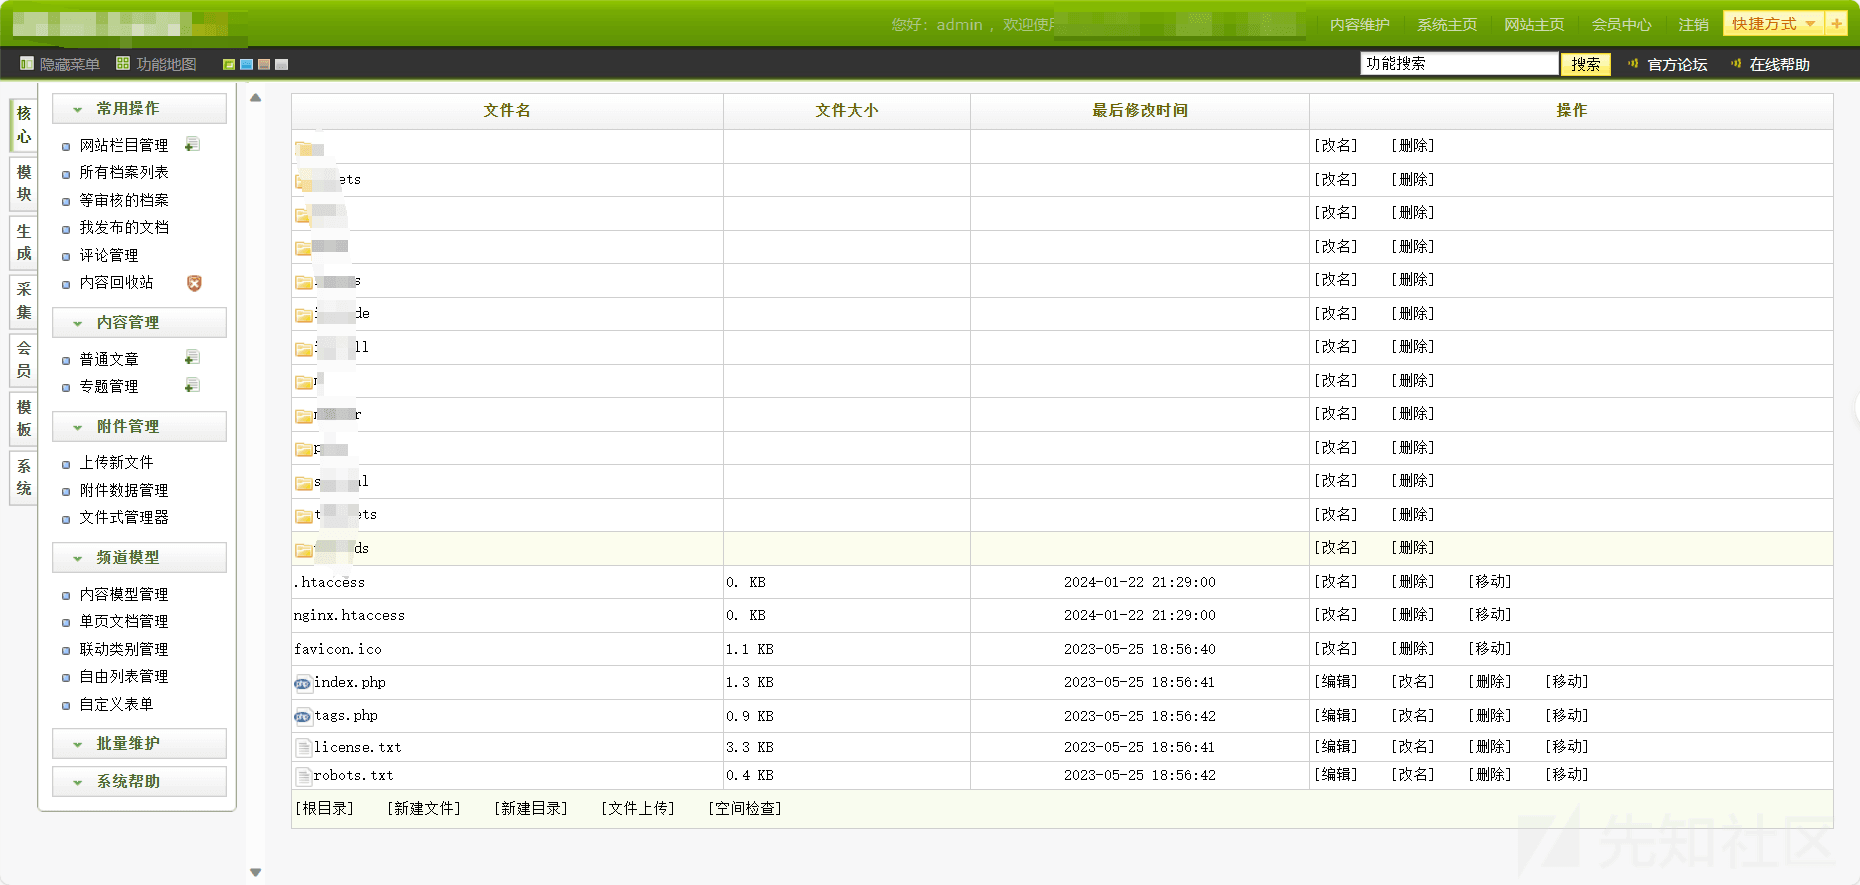 您好: admin ， 欢迎使用
内容维护 系统主页 网站主页 会员中心 注销 快捷方式
隐藏菜单 功能地图
功能搜索 搜索 官方论坛 在线帮助
核心
模块
生成
采集
会员
模板
系统
常用操作
网站栏目管理
所有档案列表
等审核的档案
我发布的文档
评论管理
内容回收站
内容管理
普通文章
专题管理
附件管理
上传新文件
附件数据管理
文件式管理器
频道模型
内容模型管理
单页文档管理
联动类别管理
自由列表管理
自定义表单
批量维护
系统帮助
文件名 文件大小 最后修改时间 操作
[改名] [删除]
ets [改名] [删除]
[改名] [删除]
[改名] [删除]
s [改名] [删除]
de [改名] [删除]
ll [改名] [删除]
[改名] [删除]
r [改名] [删除]
p [改名] [删除]
s l [改名] [删除]
t ets [改名] [删除]
ds [改名] [删除]
.htaccess 0. KB 2024-01-22 21:29:00 [改名] [删除] [移动]
nginx.htaccess 0. KB 2024-01-22 21:29:00 [改名] [删除] [移动]
favicon.ico 1.1 KB 2023-05-25 18:56:40 [改名] [删除] [移动]
index.php 1.3 KB 2023-05-25 18:56:41 [编辑] [改名] [删除] [移动]
tags.php 0.9 KB 2023-05-25 18:56:42 [编辑] [改名] [删除] [移动]
license.txt 3.3 KB 2023-05-25 18:56:41 [编辑] [改名] [删除] [移动]
robots.txt 0.4 KB 2023-05-25 18:56:42 [编辑] [改名] [删除] [移动]
[根目录] [新建文件] [新建目录] [文件上传] [空间检查]
先知社区